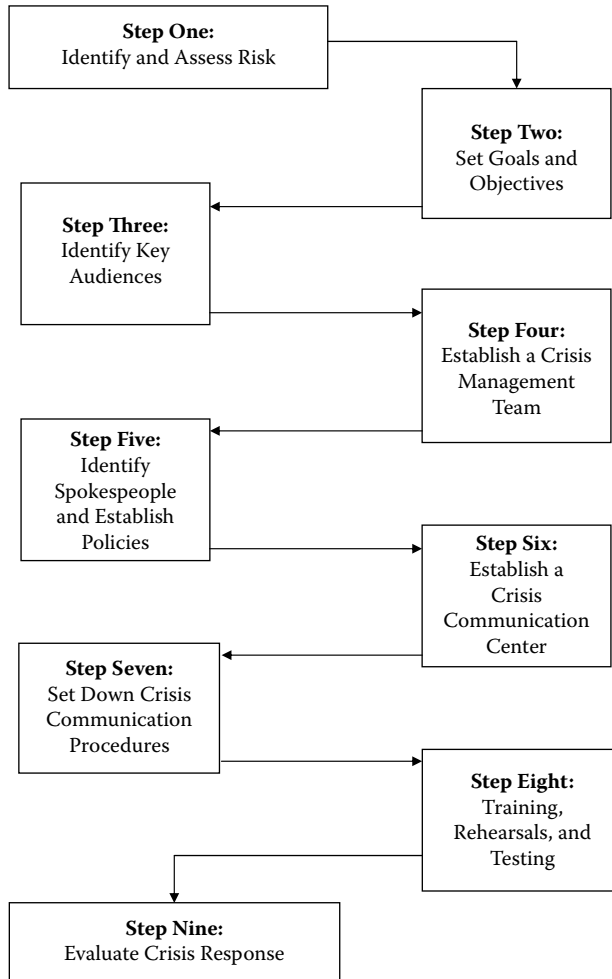 Step One:
Identify and Assess Risk
Step Two:
Set Goals and
Objectives
Step Three:
Identify Key
Audiences
Step Four:
Establish a Crisis
Management
Team
Step Five:
Identify
Spokespeople
and Establish
Policies
Step Six:
Establish a
Crisis
Communication
Center
Step Seven:
Set Down Crisis
Communication
Procedures
Step Eight:
Training,
Rehearsals, and
Testing
Step Nine:
Evaluate Crisis Response